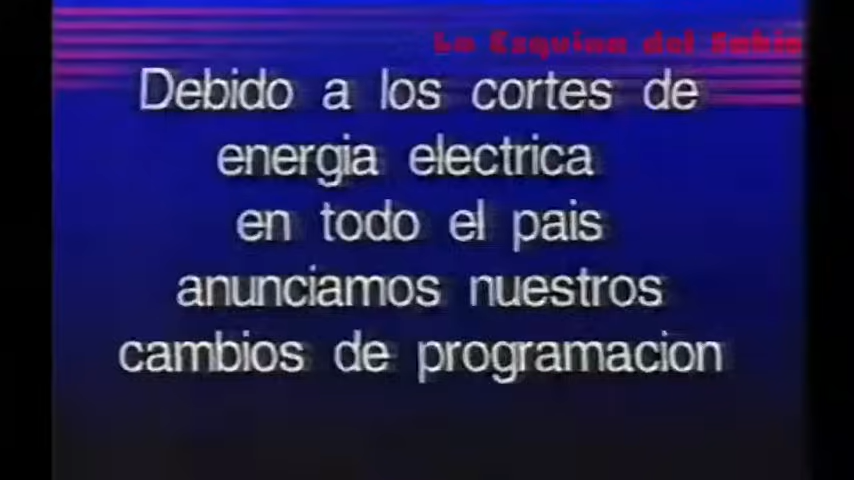 La Esquina del Sabio
Debido a los cortes de
energia electrica
en todo el pais
anunciamos nuestros
cambios de programacion